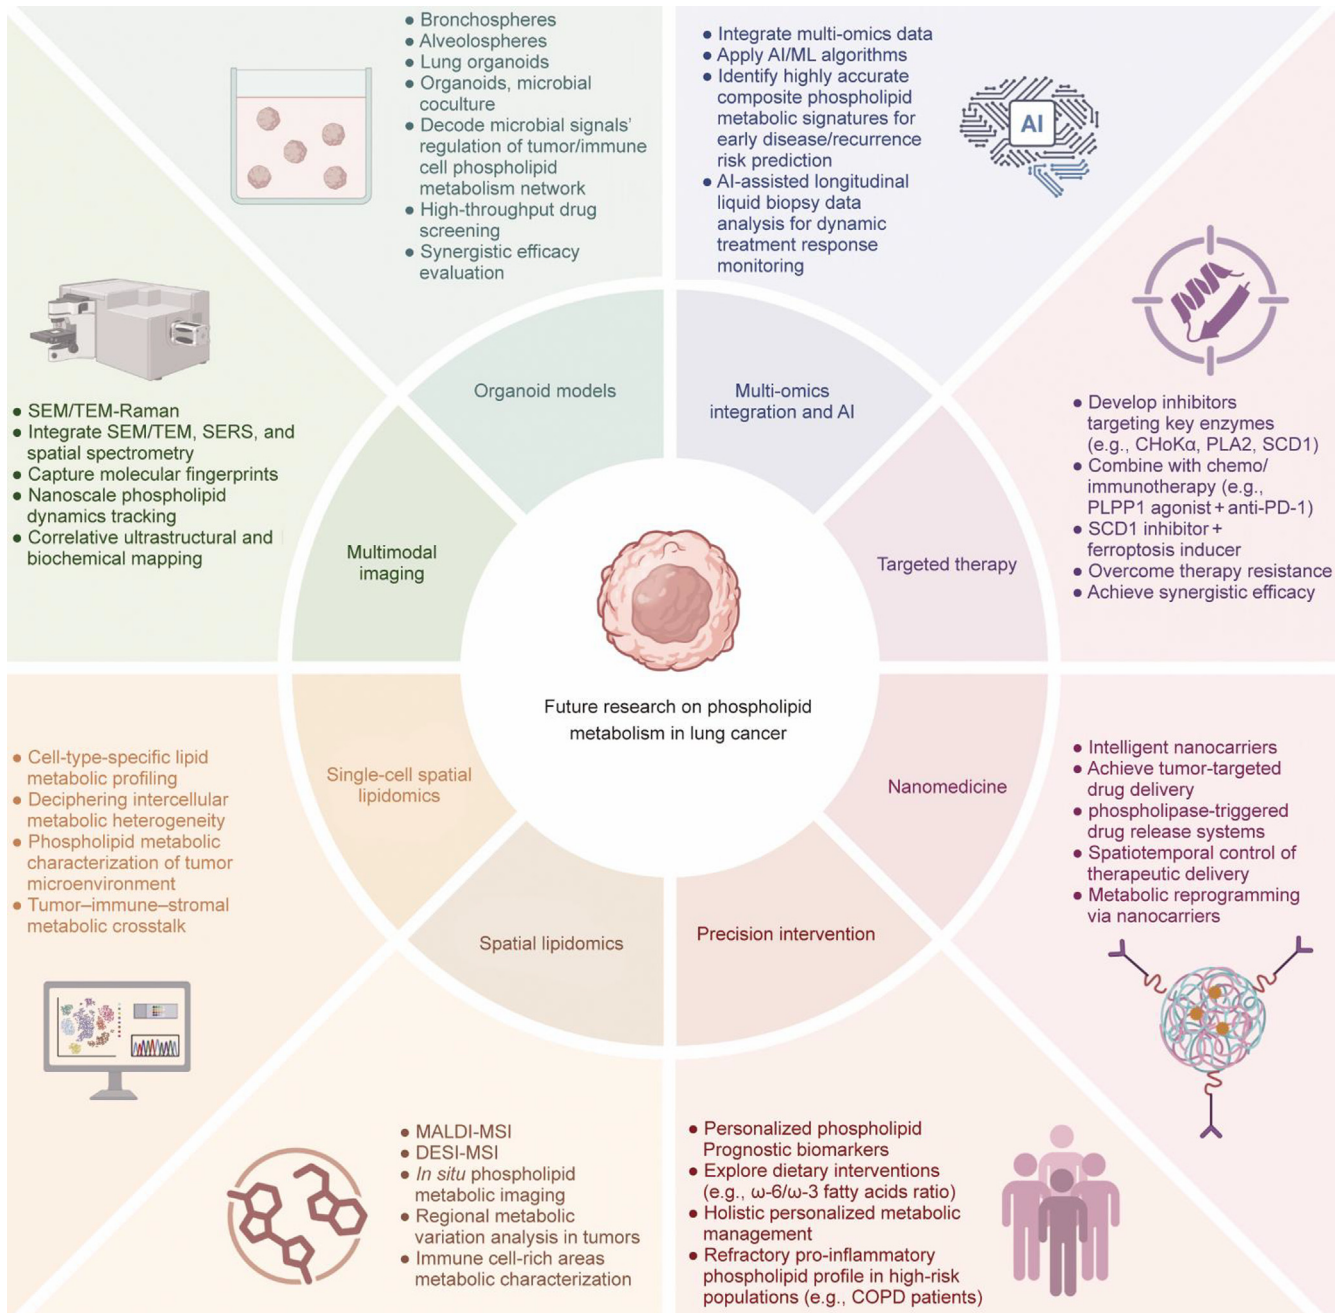 ● Bronchospheres
● Alveolospheres
● Lung organoids
● Organoids, microbial
coculture
● Decode microbial signals’
regulation of tumor/immune
cell phospholipid
metabolism network
● High-throughput drug
screening
● Synergistic efficacy
evaluation
● Integrate multi-omics data
● Apply AI/ML algorithms
● Identify highly accurate
composite phospholipid
metabolic signatures for
early disease/recurrence
risk prediction
● AI-assisted longitudinal
liquid biopsy data
analysis for dynamic
treatment response
monitoring
AI
● SEM/TEM-Raman
● Integrate SEM/TEM, SERS, and
spatial spectrometry
● Capture molecular fingerprints
● Nanoscale phospholipid
dynamics tracking
● Correlative ultrastructural and
biochemical mapping
Organoid models
Multi-omics
integration and AI
Multimodal
imaging
Targeted therapy
● Develop inhibitors
targeting key enzymes
(e.g., CHoKα, PLA2, SCD1)
● Combine with chemo/
immunotherapy (e.g.,
PLPP1 agonist + anti-PD-1)
● SCD1 inhibitor +
ferroptosis inducer
● Overcome therapy resistance
● Achieve synergistic efficacy
Future research on phospholipid
metabolism in lung cancer
● Cell-type-specific lipid
metabolic profiling
● Deciphering intercellular
metabolic heterogeneity
● Phospholipid metabolic
characterization of tumor
microenvironment
● Tumor–immune–stromal
metabolic crosstalk
Single-cell spatial
lipidomics
Nanomedicine
● Intelligent nanocarriers
● Achieve tumor-targeted
drug delivery
● phospholipase-triggered
drug release systems
● Spatiotemporal control of
therapeutic delivery
● Metabolic reprogramming
via nanocarriers
Spatial lipidomics
Precision intervention
● MALDI-MSI
● DESI-MSI
● In situ phospholipid
metabolic imaging
● Regional metabolic
variation analysis in tumors
● Immune cell-rich areas
metabolic characterization
● Personalized phospholipid
Prognostic biomarkers
● Explore dietary interventions
(e.g., ω-6/ω-3 fatty acids ratio)
● Holistic personalized metabolic
management
● Refractory pro-inflammatory
phospholipid profile in high-risk
populations (e.g., COPD patients)